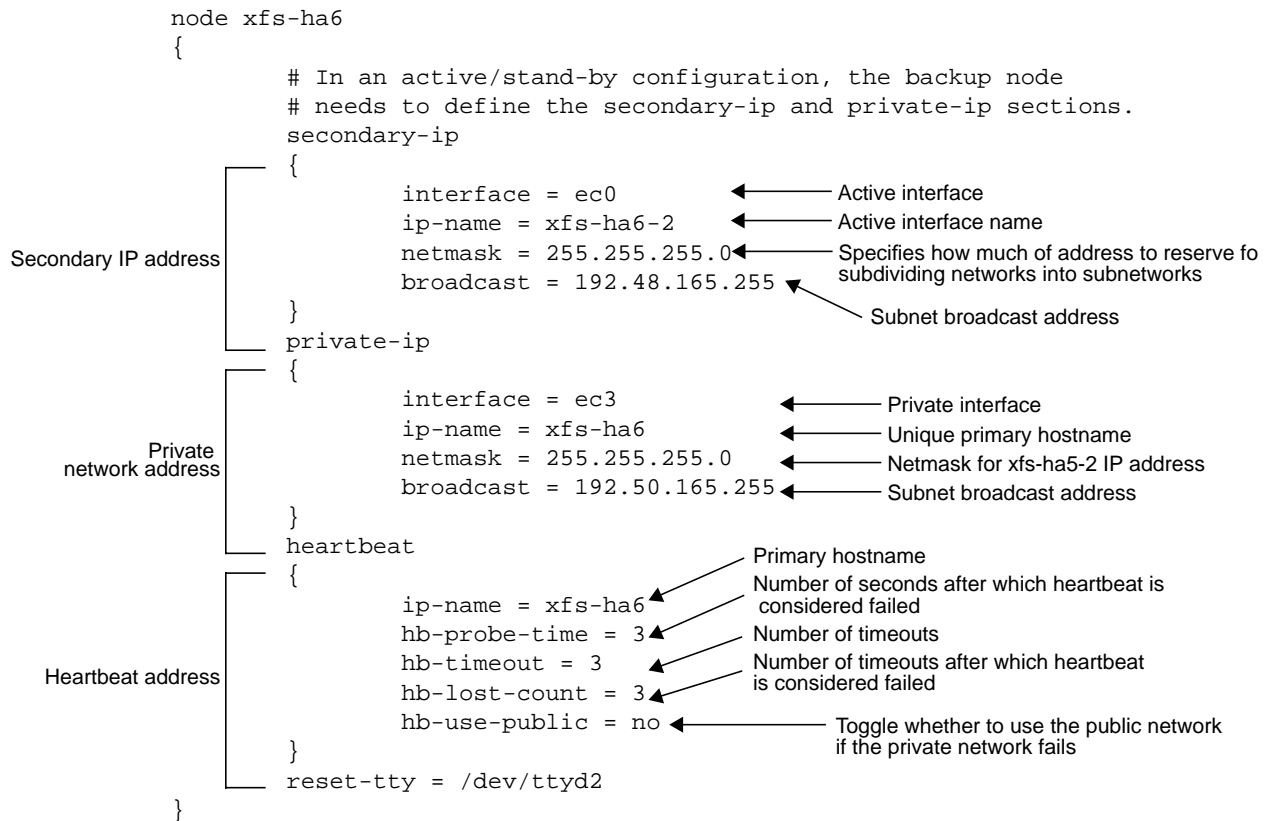 node xfs-ha6
{
# In an active/stand-by configuration, the backup node
# needs to define the secondary-ip and private-ip sections.
secondary-ip
{
interface = ec0
Active interface
ip-name = xfs-ha6-2
Active interface name
Secondary IP address
netmask = 255.255.255.0
Specifies how much of address to reserve fo
subdividing networks into subnetworks
broadcast = 192.48.165.255
Subnet broadcast address
}
private-ip
{
interface = ec3
Private interface
ip-name = xfs-ha6
Unique primary hostname
Private
network address
netmask = 255.255.255.0
Netmask for xfs-ha5-2 IP address
broadcast = 192.50.165.255
Subnet broadcast address
}
heartbeat
{
Primary hostname
ip-name = xfs-ha6
Number of seconds after which heartbeat is
considered failed
hb-probe-time = 3
Number of timeouts
hb-timeout = 3
Number of timeouts after which heartbeat
is considered failed
Heartbeat address
hb-lost-count = 3
hb-use-public = no
Toggle whether to use the public network
if the private network fails
}
reset-tty = /dev/ttyd2
}